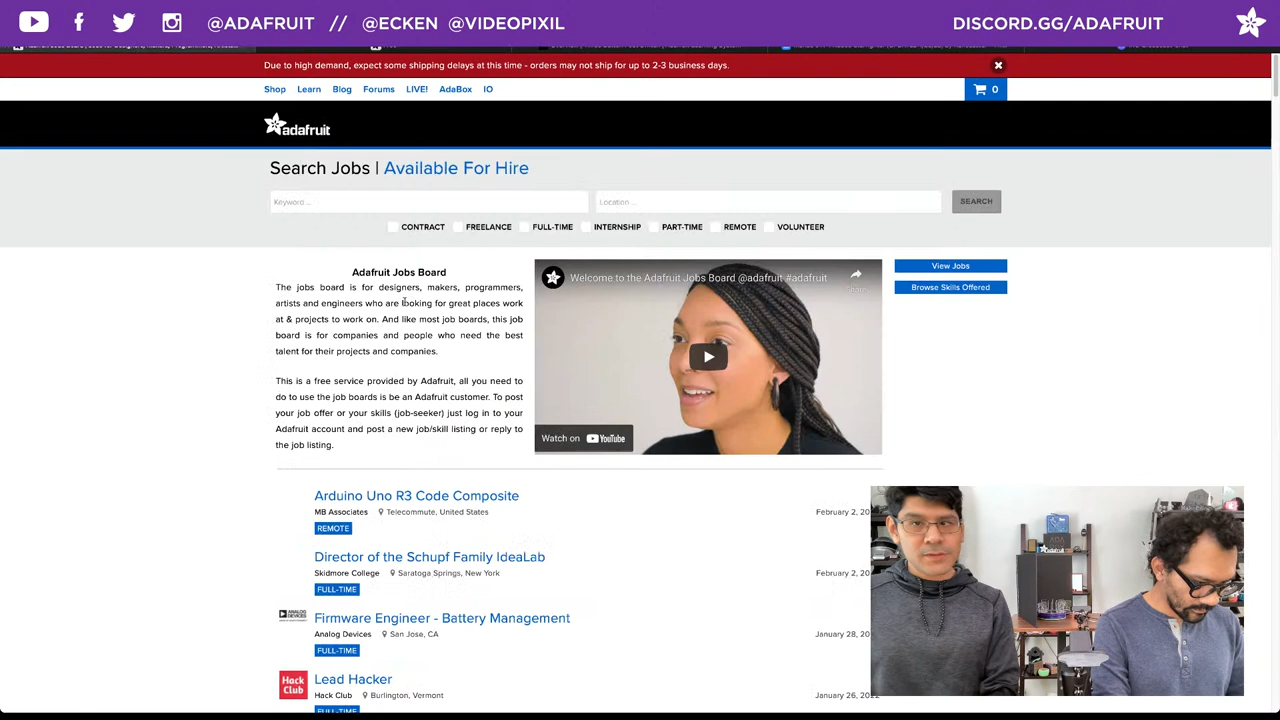 @ADAFRUIT // @ECKEN @VIDEOPIXIL
DISCORD.GG/ADAFRUIT
Due to high demand, expect some shipping delays at this time - orders may not ship for up to 2-3 business days.
Shop Learn Blog Forums LIVE! AdaBox IO
0
adafruit
Search Jobs | Available For Hire
Keyword ...
Location ...
SEARCH
CONTRACT FREELANCE FULL-TIME INTERNSHIP PART-TIME REMOTE VOLUNTEER
Adafruit Jobs Board
The jobs board is for designers, makers, programmers,
artists and engineers who are looking for great places work
at & projects to work on. And like most job boards, this job
board is for companies and people who need the best
talent for their projects and companies.
This is a free service provided by Adafruit, all you need to
do to use the job boards is be an Adafruit customer. To post
your job offer or your skills (job-seeker) just log in to your
Adafruit account and post a new job/skill listing or reply to
the job listing.
Welcome to the Adafruit Jobs Board @adafruit #adafruit
Share
Watch on YouTube
View Jobs
Browse Skills Offered
Arduino Uno R3 Code Composite
MB Associates Telecommute, United States
February 2, 20
REMOTE
Director of the Schupf Family IdeaLab
Skidmore College Saratoga Springs, New York
February 2, 20
FULL-TIME
ANALOG DEVICES
Firmware Engineer - Battery Management
Analog Devices San Jose, CA
January 28, 20
FULL-TIME
Hack Club
Lead Hacker
Hack Club Burlington, Vermont
January 26, 2022
FULL-TIME